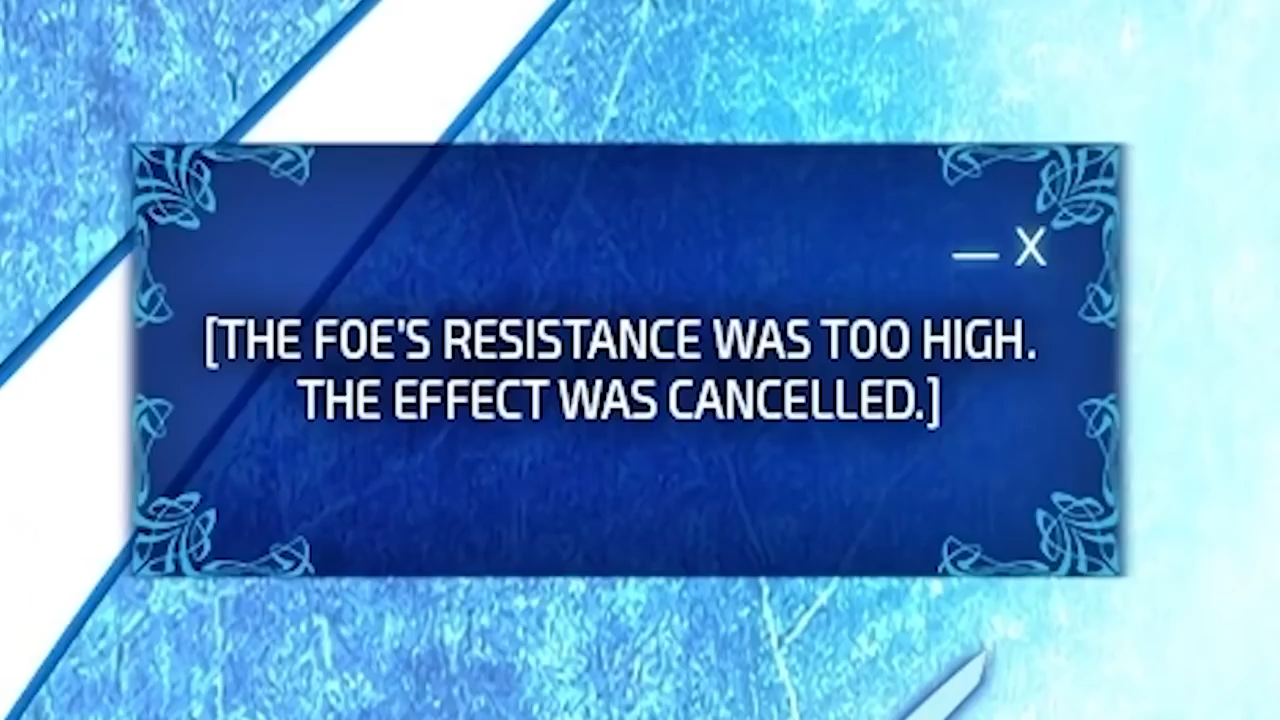 — X
[THE FOE'S RESISTANCE WAS TOO HIGH.
THE EFFECT WAS CANCELLED.]